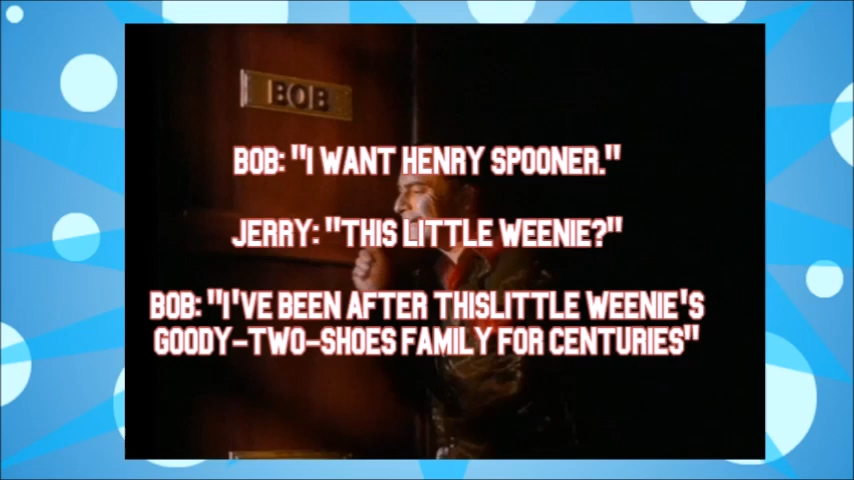 BOB
BOB: "I WANT HENRY SPOONER."
JERRY: "THIS LITTLE WEENIE?"
BOB: "I'VE BEEN AFTER THISLITTLE WEENIE'S
GOODY-TWO-SHOES FAMILY FOR CENTURIES"